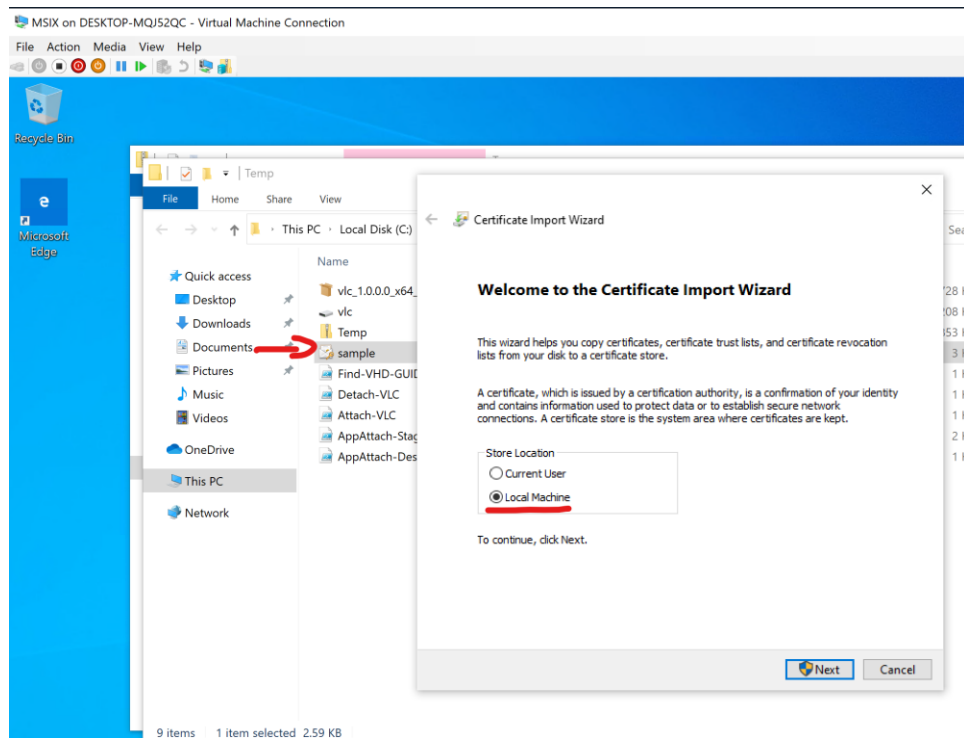 MSIX on DESKTOP-MQJ52QC - Virtual Machine Connection
File Action Media View Help
Recycle Bin
Microsoft
Edge
Temp
File Home Share View
This PC › Local Disk (C:)
Name
Quick access
Desktop
Downloads
Documents
Pictures
Music
Videos
OneDrive
This PC
Network
vlc_1.0.0.0_x64_
vlc
Temp
sample
Find-VHD-GUID
Detach-VLC
Attach-VLC
AppAttach-Stag
AppAttach-Des
9 items 1 item selected 2.59 KB
Certificate Import Wizard
Welcome to the Certificate Import Wizard
This wizard helps you copy certificates, certificate trust lists, and certificate revocation
lists from your disk to a certificate store.
A certificate, which is issued by a certification authority, is a confirmation of your identity
and contains information used to protect data or to establish secure network
connections. A certificate store is the system area where certificates are kept.
Store Location
Current User
Local Machine
To continue, click Next.
Next Cancel